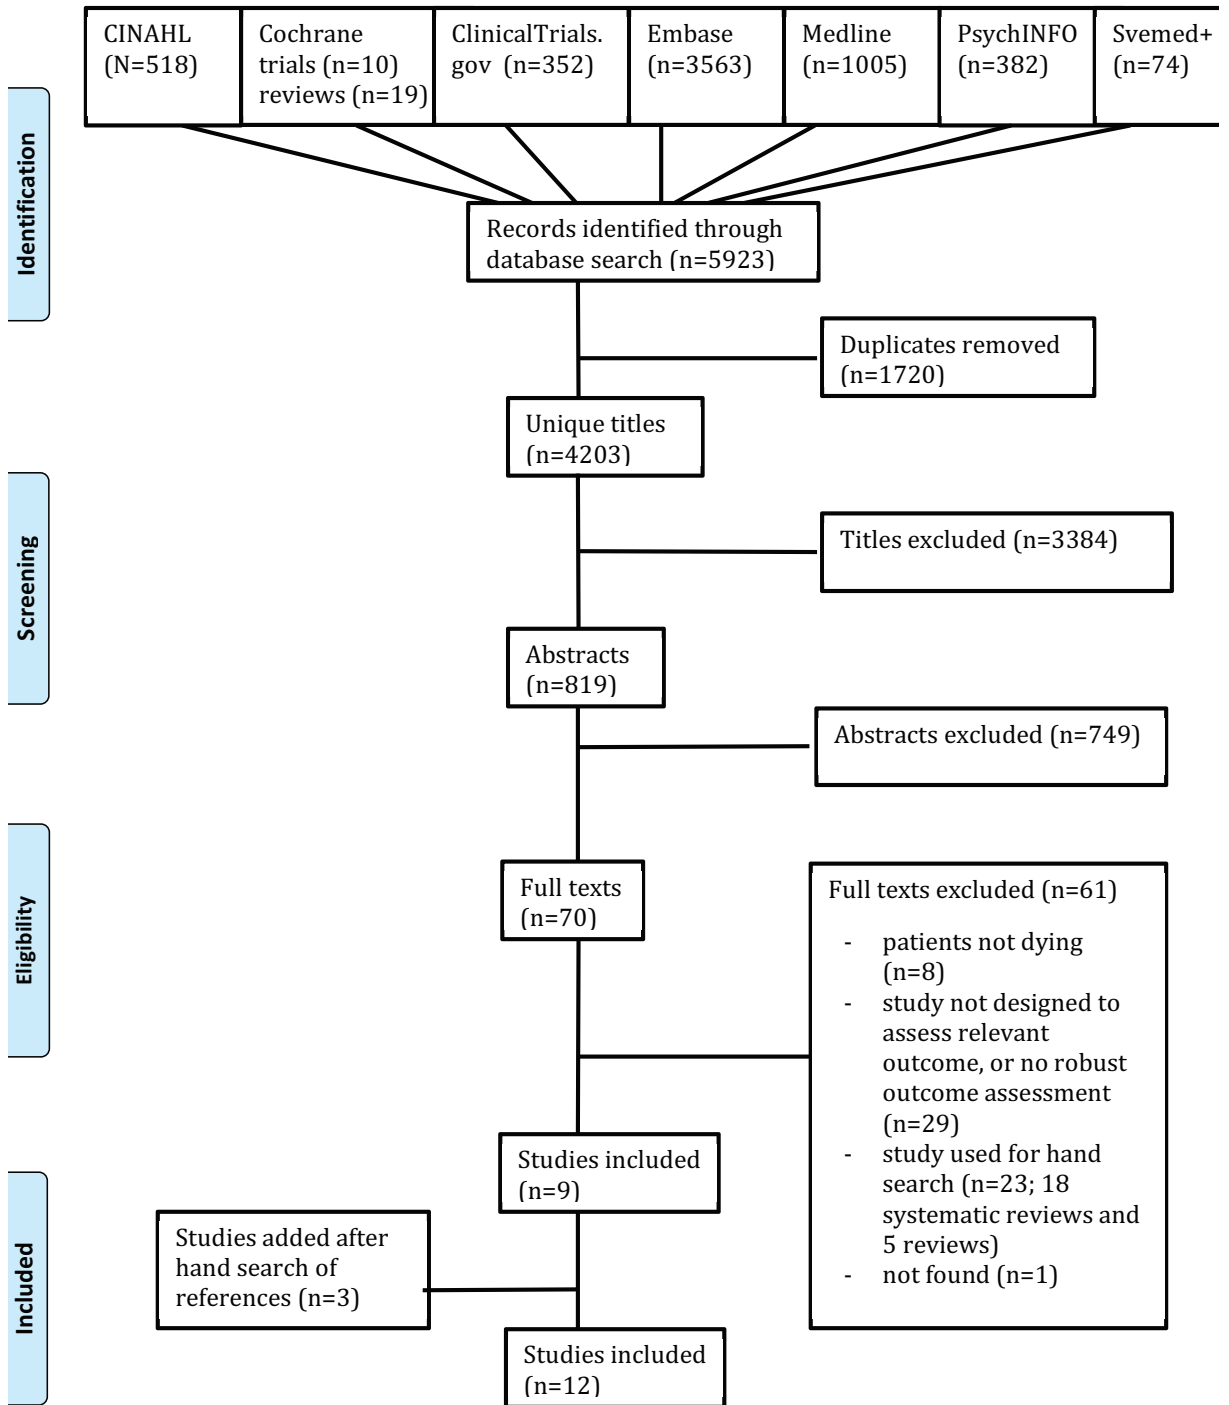 CINAHL
(N=518)
Cochrane
trials (n=10)
reviews (n=19)
ClinicalTrials.
gov (n=352)
Embase
(n=3563)
Medline
(n=1005)
PsychINFO
(n=382)
Svemed+
(n=74)
Identification
Records identified through
database search (n=5923)
Duplicates removed
(n=1720)
Unique titles
(n=4203)
Screening
Titles excluded (n=3384)
Abstracts
(n=819)
Abstracts excluded (n=749)
Eligibility
Full texts
(n=70)
Full texts excluded (n=61)
- patients not dying
(n=8)
- study not designed to
assess relevant
outcome, or no robust
outcome assessment
(n=29)
- study used for hand
search (n=23; 18
systematic reviews and
5 reviews)
- not found (n=1)
Included
Studies included
(n=9)
Studies added after
hand search of
references (n=3)
Studies included
(n=12)